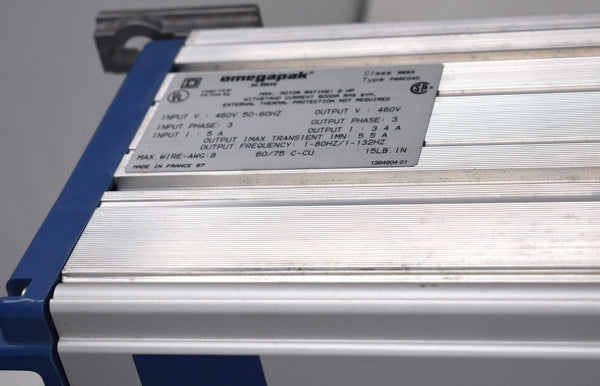 omegapak®
AC DRIVE
Class 8803
MAX. MOTOR RATING: 2 HP
WITHSTAND CURRENT 5000A RMS SYM.
EXTERNAL THERMAL PROTECTION NOT REQUIRED
INPUT V.: 460V 50-60HZ OUTPUT V.: 460V
INPUT PHASE: 3 OUTPUT PHASE: 3
INPUT I.: 5 A OUTPUT I.: 3.4 A
OUTPUT IMAX.TRANSIENT IMN: 5.5 A
OUTPUT FREQUENCY: 1-80HZ/1-132HZ
MAX.WIRE-AWG:8 60/75 C-CU 15LB.IN.
MADE IN FRANCE 87 1364904-01